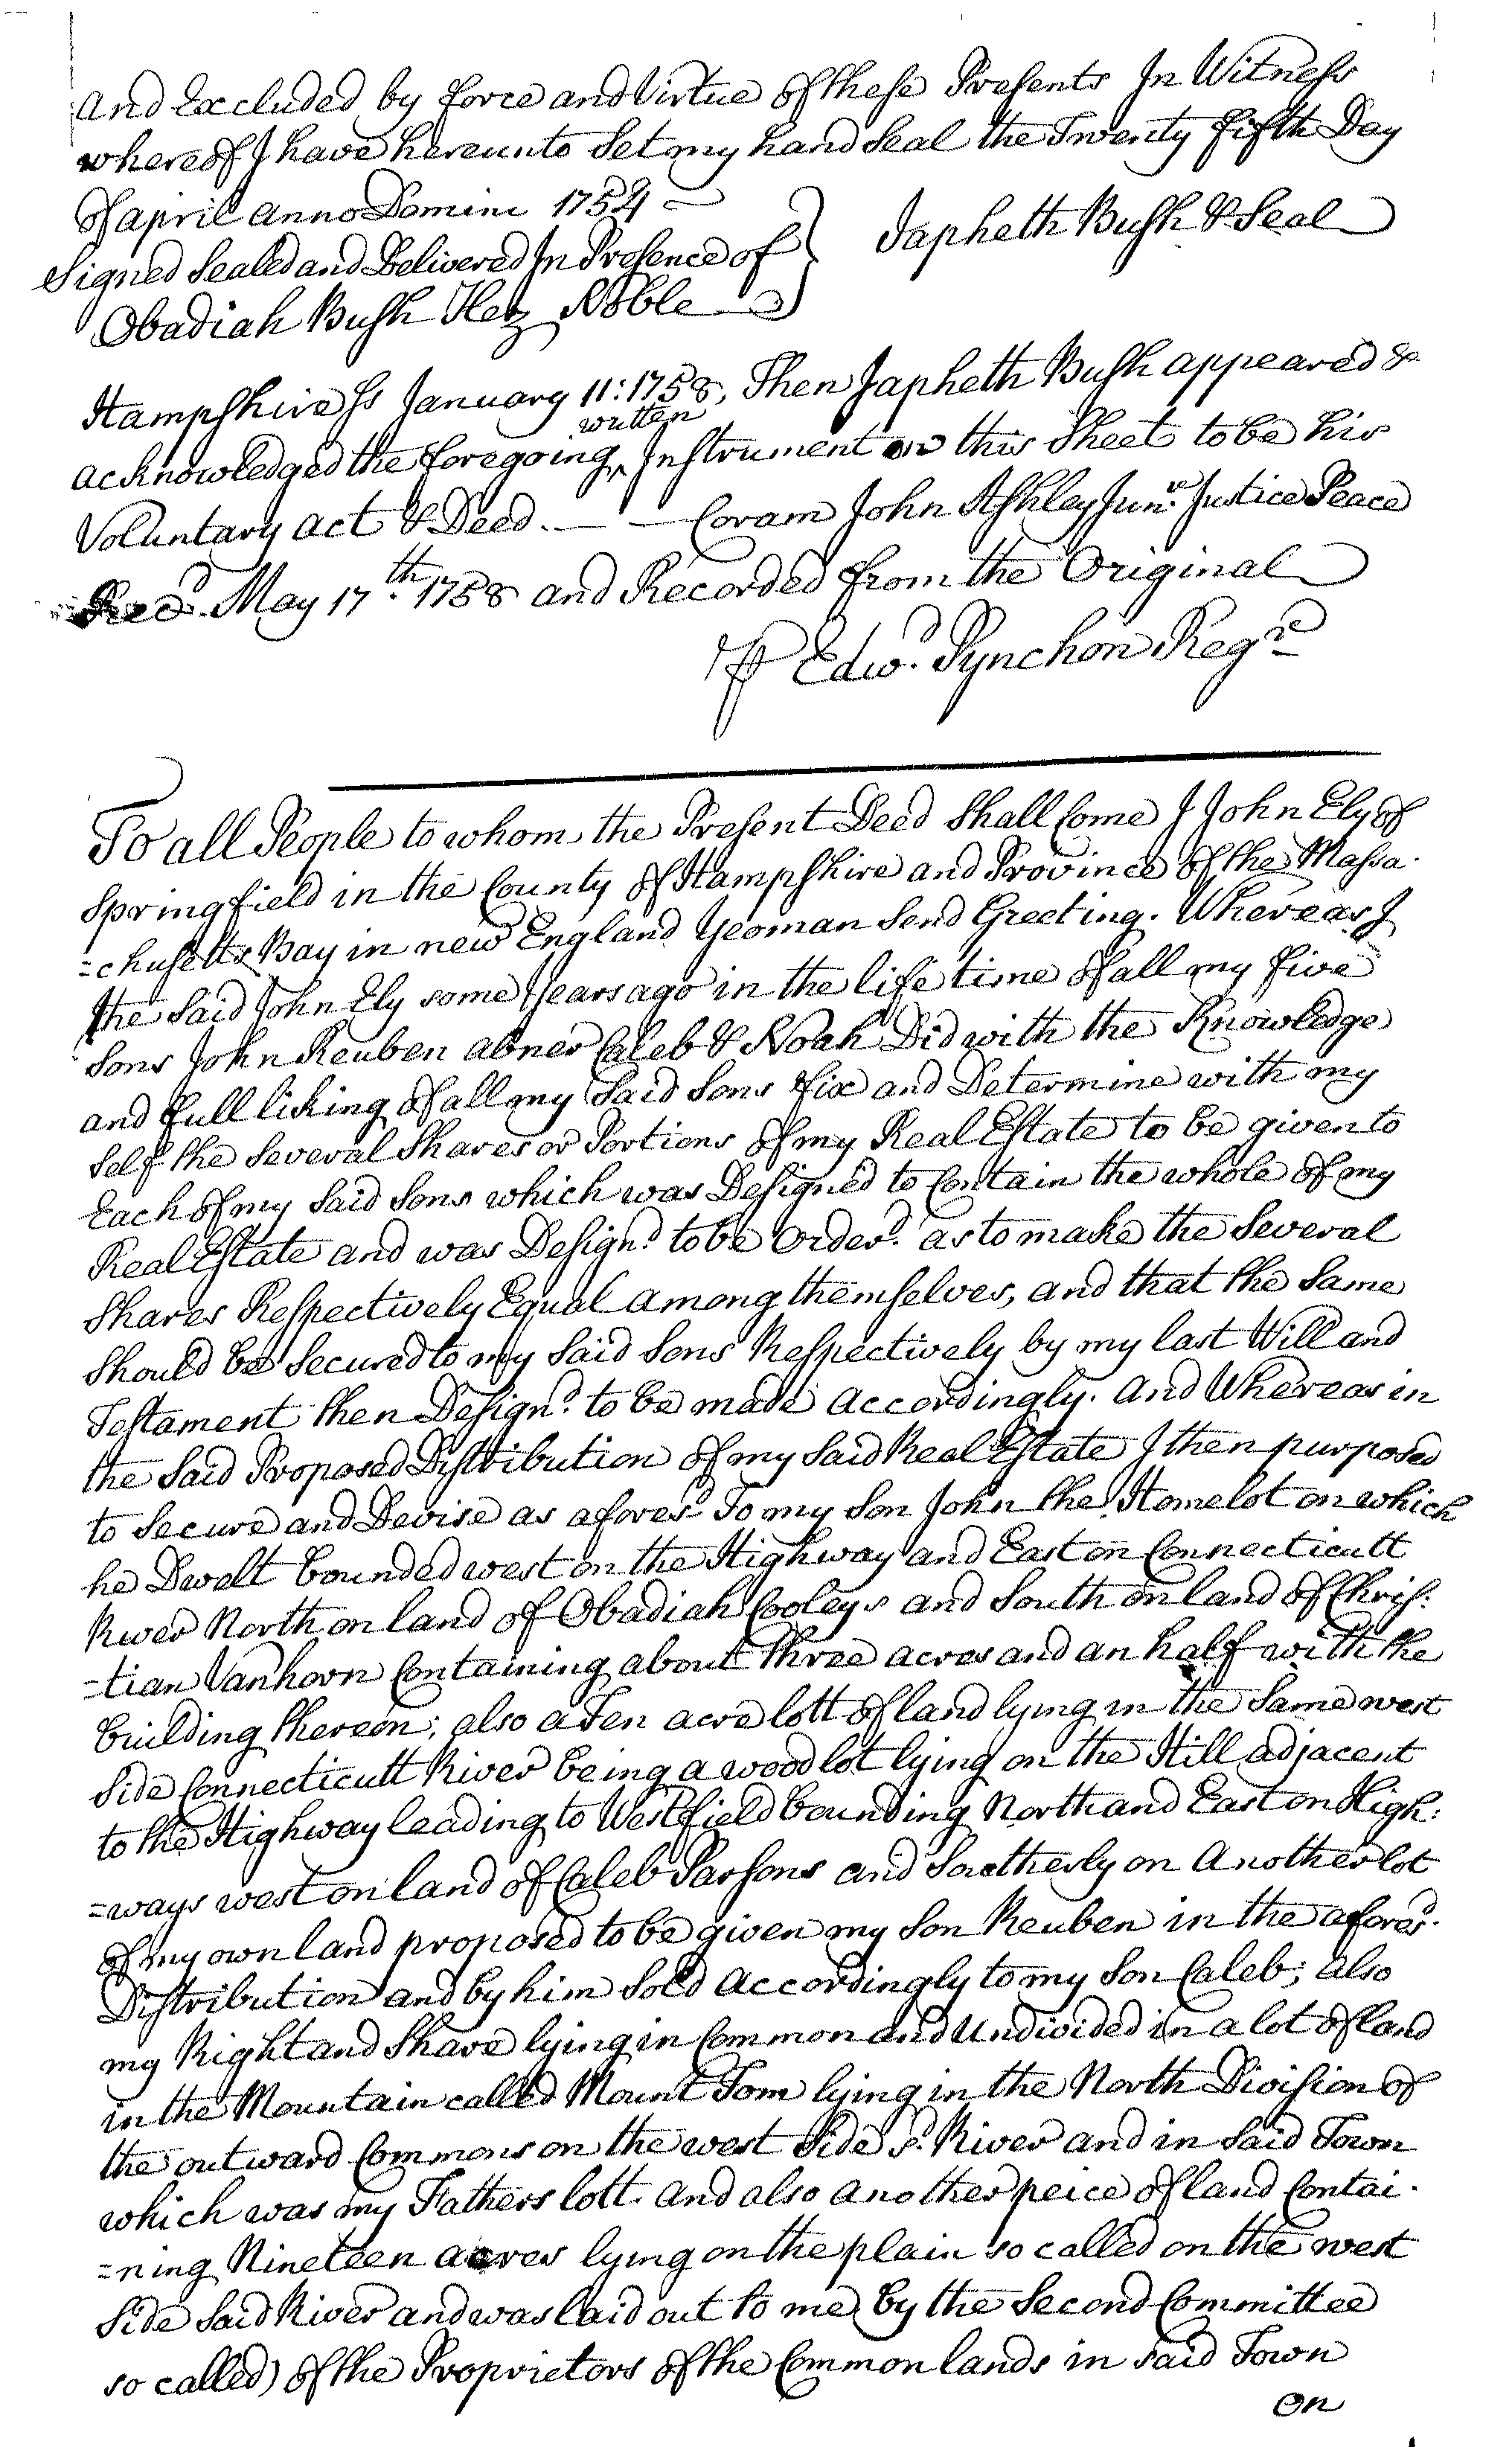 and Excluded by force and Virtue of these Presents In Witness
whereof I have hereunto Set my hand Seal the Twenty fifth Day
of april anno Domini 1754
Signed Sealed and Delivered In Presence of } Japheth Bush & Seal
Obadiah Bush Hez Noble
Hampshire ss January 11: 1758, Then Japheth Bush appeared &
written
acknowledged the foregoing ‸ Instrument on this Sheet to be his
Voluntary act & Deed. — — Coram John Ashley Junr. Justice Peace
Recd. May 17th. 1758 and Recorded from the Original
P Edwd. Pynchon Regr
To all People to whom the Present Deed Shall Come I John Ely of
Springfield in the County of Hampshire and Province of the Massa
=chusetts Bay in new England Yeoman Send Greeting. Whereas I
the Said John Ely some Years ago in the life time of all my five
Sons John Reuben abner Caleb & Noah Did with the Knowledge
and full liking of all my Said Sons fix and Determine with my
Self the Several Shares or Portions of my Real Estate to be given to
Each of my Said Sons which was Designed to Contain the whole of my
Real Estate and was Designd. to be Orderd. as to make the Several
Shares Respectively Equal among themselves, and that the Same
Should be Secured to my Said Sons Respectively by my last Will and
Testament then Designd. to be made accordingly. And Whereas in
the Said Proposed Distribution of my Said Real Estate I then purposed
to Secure and Devise as aforesd To my Son John the Homelot on which
he Dwelt bounded west on the Highway and East on Connecticutt
River North on land of Obadiah Cooleys and South on land of Chris:
=tian Vanhorn Containing about three acres and an half with the
building thereon; also a Ten acre lott of land lying in the Same west
Side Connecticutt River being a wood lot lying on the Hill adjacent
to the Highway leading to Westfield bounding North and East on High:
=ways west on land of Caleb Parsons and Southerly on another lot
of my own land proposed to be given my Son Reuben in the aforesd.
Distribution and by him Sold accordingly to my Son Caleb; also
my Right and Share lying in Common and Undivided in a lot of land
in the Mountain called Mount Tom lying in the North Division of
the outward Commons on the west Side sd. River and in Said Town
which was my Fathers lott. and also another peice of land Contai
=ning Nineteen acres lying on the plain so called on the west
Side Said River and was laid out to me by the Second Committee
so called) of the Proprietors of the Common lands in said Town
on